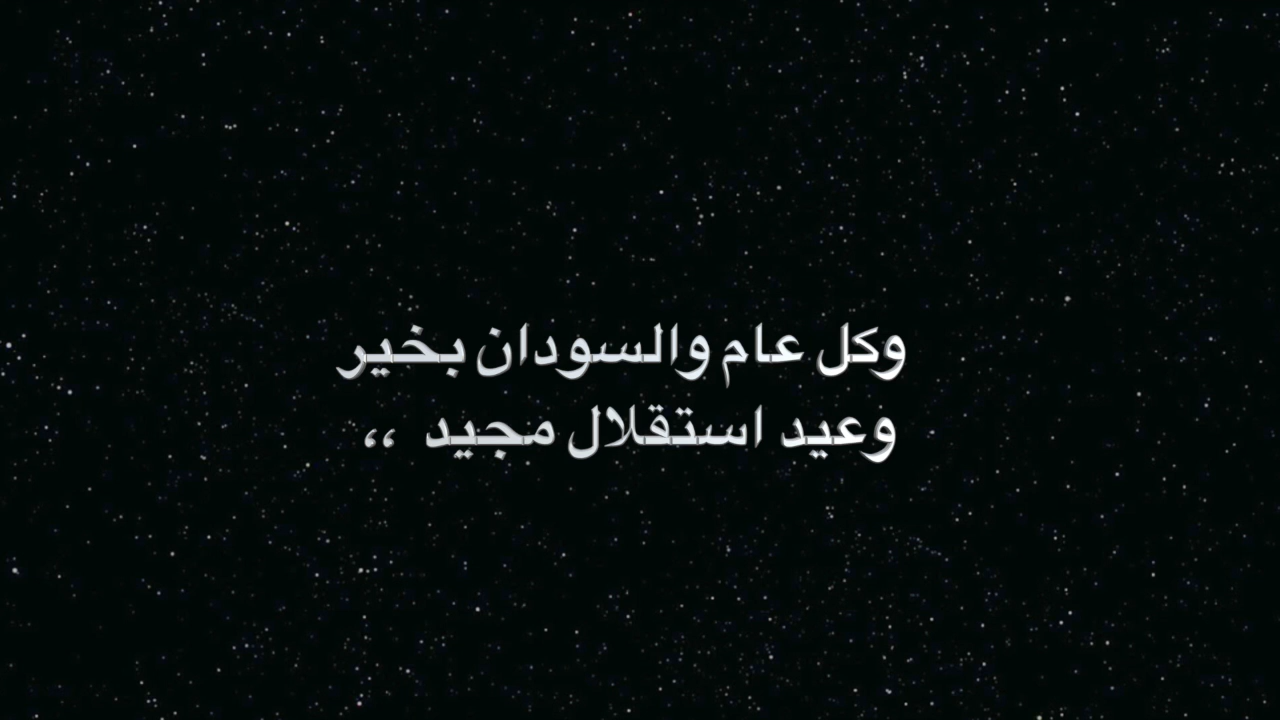 وكل عام والسودان بخير
وعيد استقلال مجيد ،،